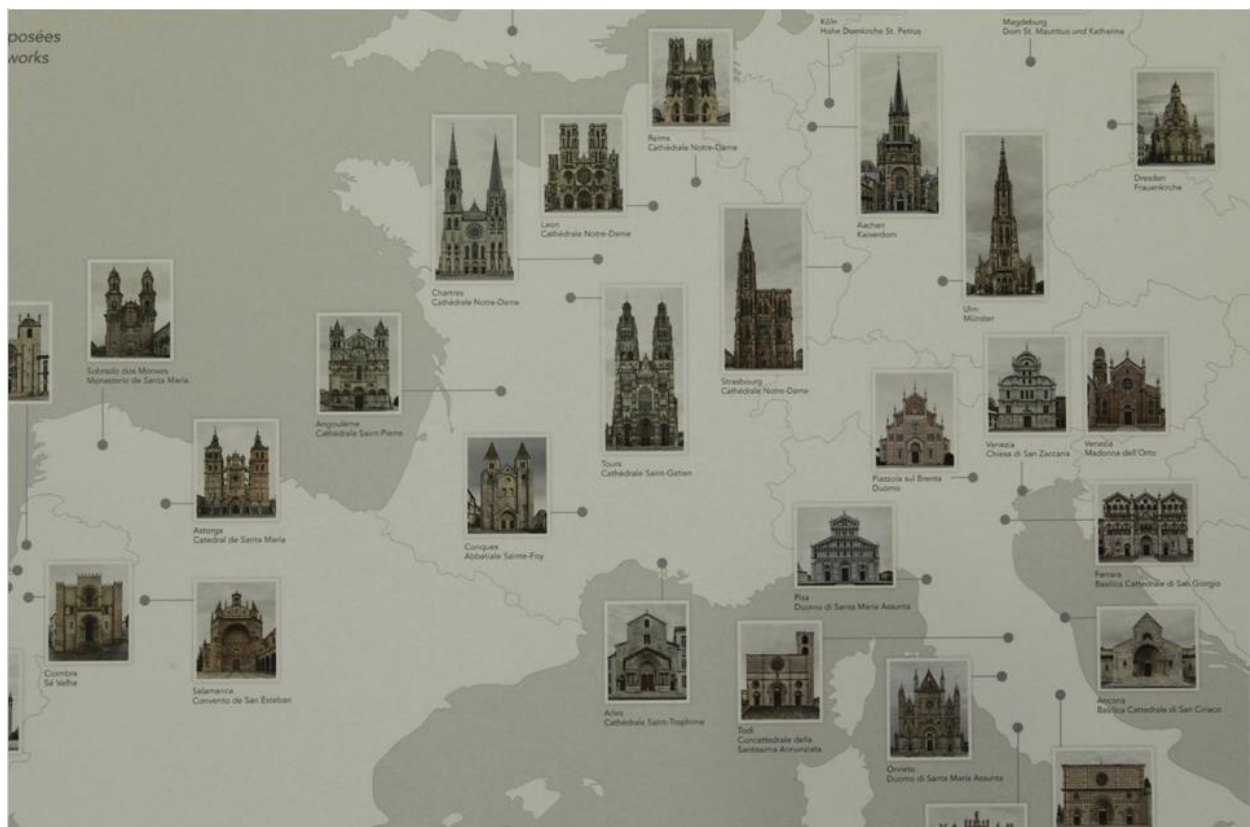 posées
works
Köln
Hohe Domkirche St. Petrus
Magdeburg
Dom St. Mauritius und Katharina
Reims
Cathédrale Notre-Dame
Dresden
Frauenkirche
Laon
Cathédrale Notre-Dame
Aachen
Kaiserdom
Chartres
Cathédrale Notre-Dame
Ulm
Münster
Sobrado dos Monxes
Monasterio de Santa Maria
Strasbourg
Cathédrale Notre-Dame
Angoulême
Cathédrale Saint-Pierre
Venezia
Chiesa di San Zaccaria
Venezia
Madonna dell'Orto
Tours
Cathédrale Saint-Gatien
Piazzola sul Brenta
Duomo
Astorga
Catedral de Santa Maria
Conques
Abbatiale Sainte-Foy
Ferrara
Basilica Cattedrale di San Giorgio
Pisa
Duomo di Santa Maria Assunta
Coimbra
Sé Velha
Salamanca
Convento de San Esteban
Arles
Cathédrale Saint-Trophime
Ancona
Basilica Cattedrale di San Ciriaco
Todi
Concattedrale della
Santissima Annunziata
Orvieto
Duomo di Santa Maria Assunta